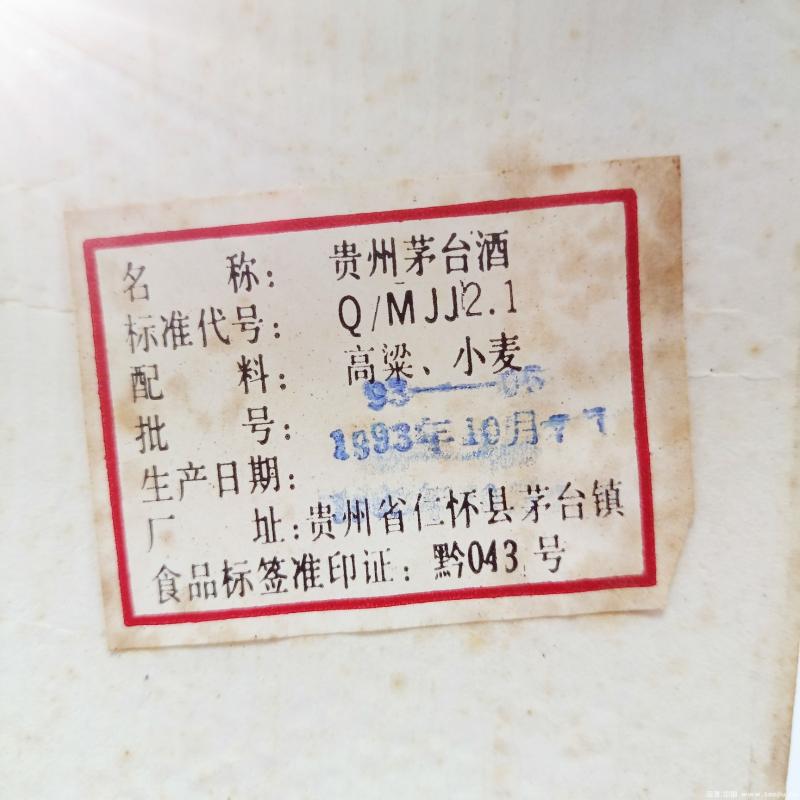 名 称: 贵州茅台酒
标准代号: Q/MJJ2.1
配 料: 高粱、小麦
批 号: 93——05
生产日期: 1993年10月
厂 址: 贵州省仁怀县茅台镇
食品标签准印证: 黔043号